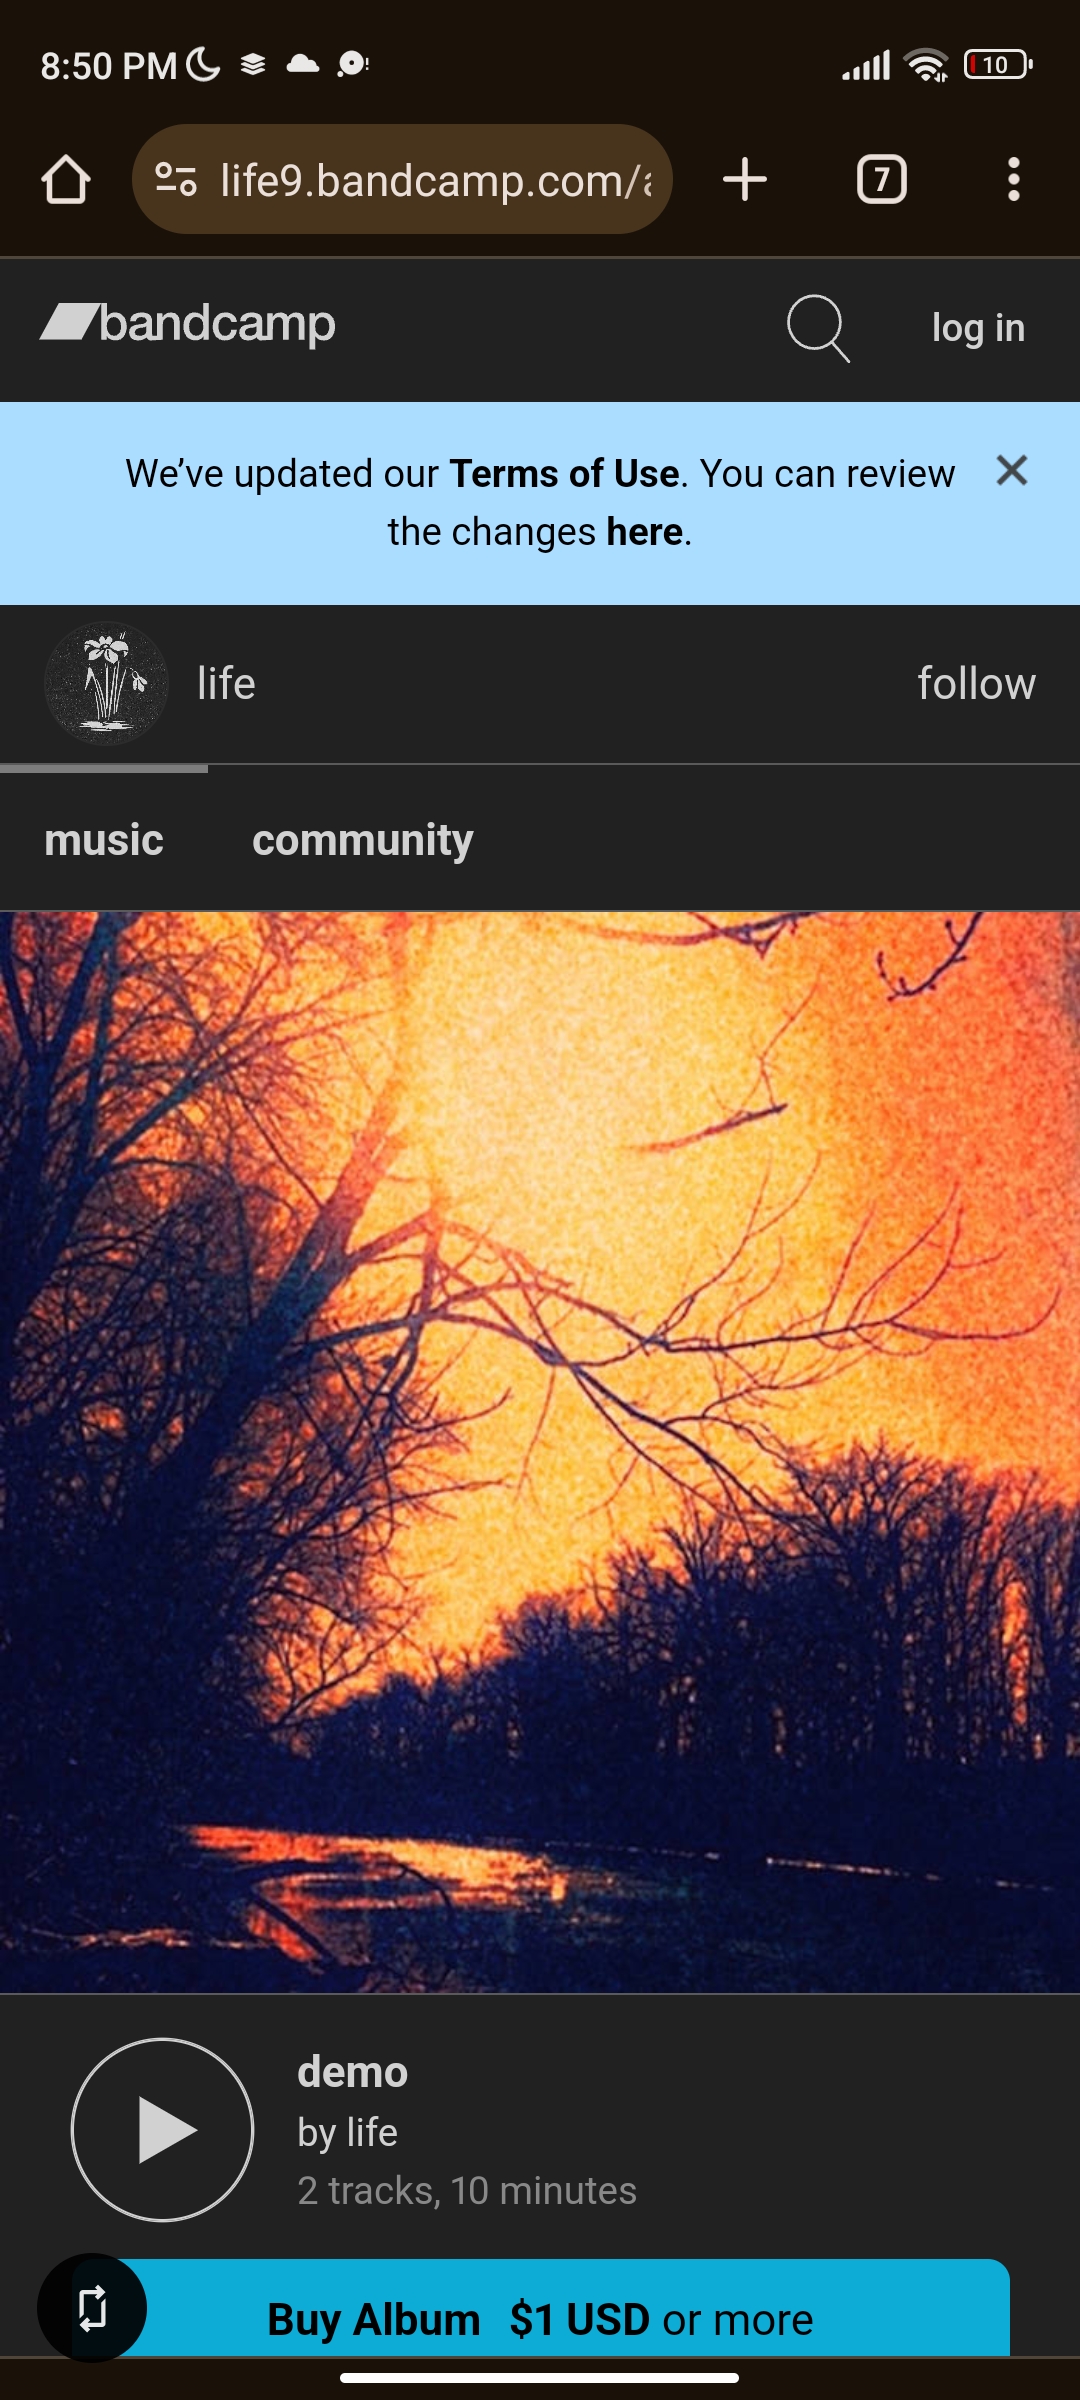 8:50 PM
10
life9.bandcamp.com/
7
bandcamp
log in
We’ve updated our Terms of Use. You can review
the changes here.
life
follow
music
community
demo
by life
2 tracks, 10 minutes
Buy Album $1 USD or more